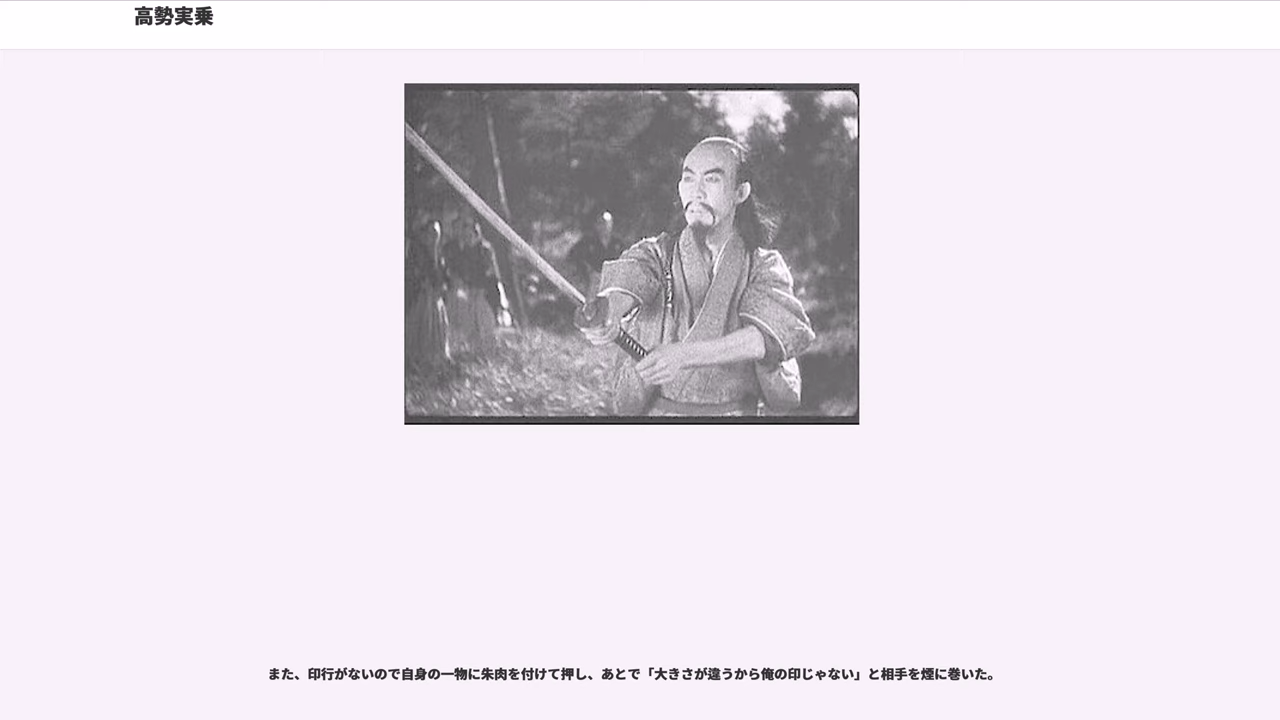 高勢実乗
また、印行がないので自身の一物に朱肉を付けて押し、あとで「大きさが違うから俺の印じゃない」と相手を煙に巻いた。